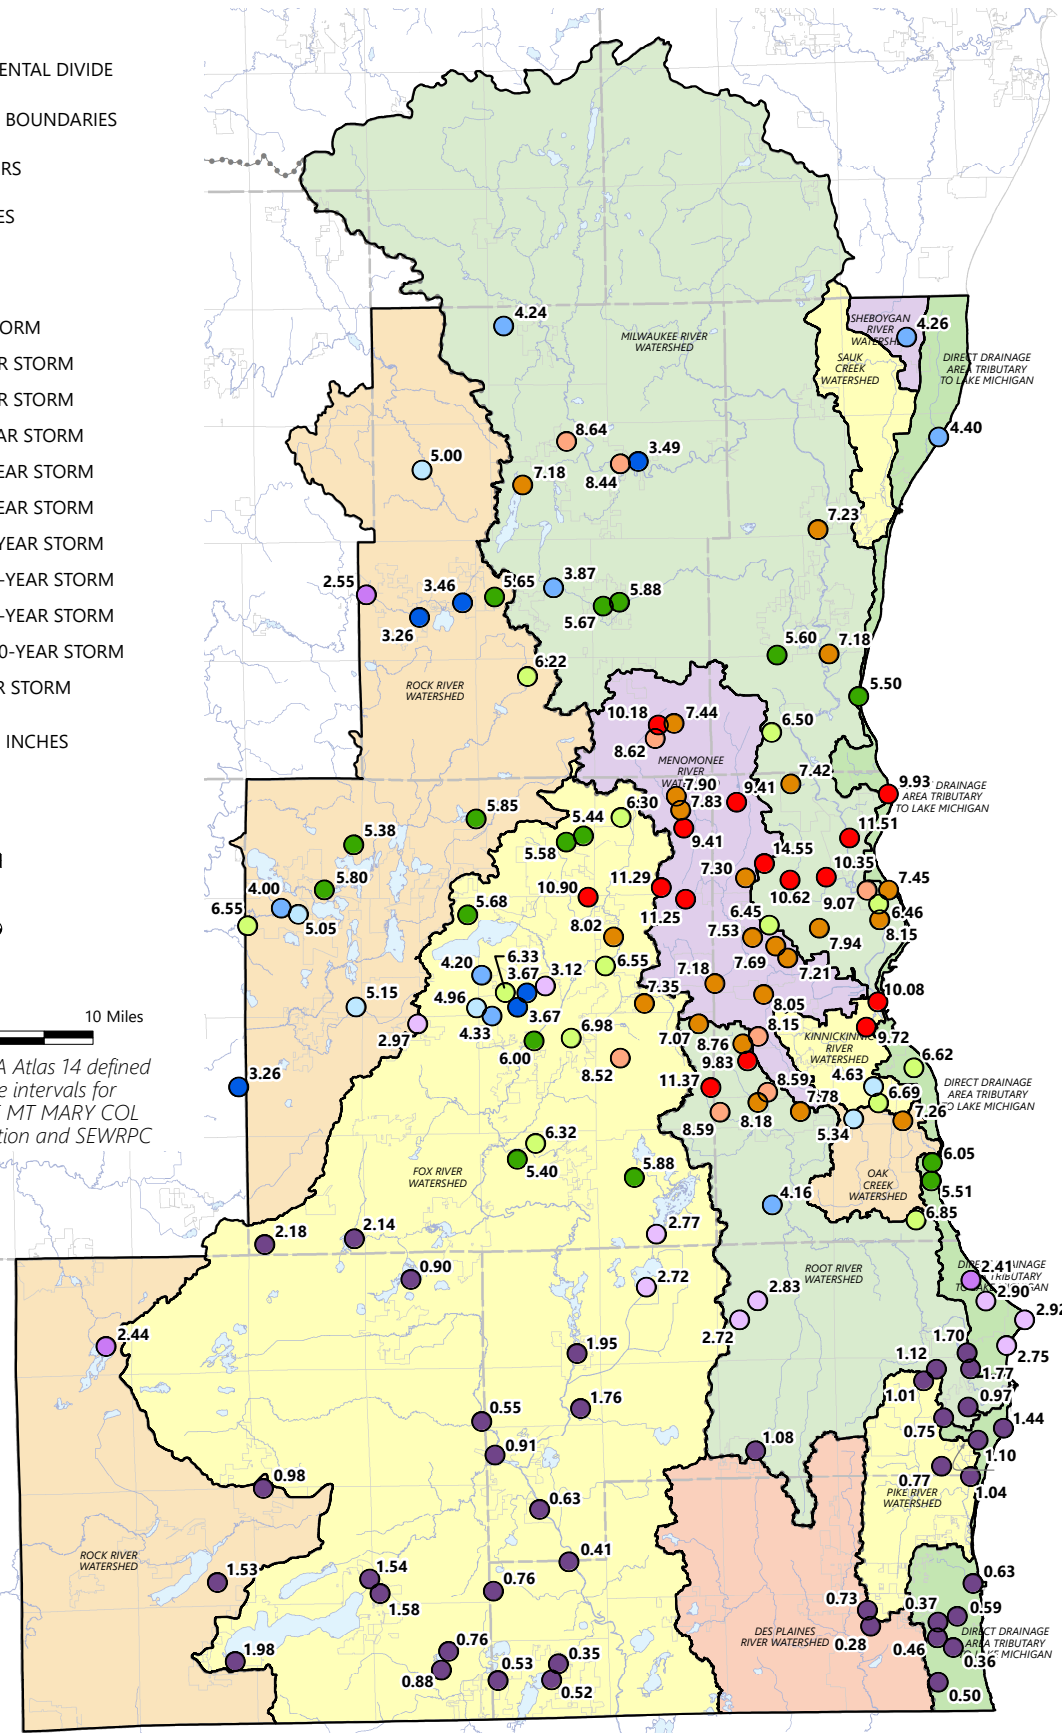 ENTAL DIVIDE
BOUNDARIES
RS
ES
TORM
R STORM
R STORM
AR STORM
EAR STORM
EAR STORM
YEAR STORM
-YEAR STORM
-YEAR STORM
0-YEAR STORM
R STORM
INCHES
10 Miles
A Atlas 14 defined
e intervals for
MT MARY COL
tion and SEWRPC
4.24
MILWAUKEE RIVER
WATERSHED
SHEBOYGAN
RIVER
WATERSHED
4.26
SAUK
CREEK
WATERSHED
DIRECT DRAINAGE
AREA TRIBUTARY
TO LAKE MICHIGAN
4.40
8.64
3.49
8.44
5.00
7.18
7.23
2.55
3.46
3.26
5.65
3.87
5.88
5.67
5.60
7.18
6.22
ROCK RIVER
WATERSHED
5.50
10.18
7.44
8.62
6.50
MENOMONEE
RIVER
WATERSHED
7.90
7.83
9.41
7.42
9.93
DRAINAGE
AREA TRIBUTARY
TO LAKE MICHIGAN
5.85
5.38
5.44
6.30
5.58
9.41
11.51
14.55
10.35
5.80
4.00
6.55
5.05
5.68
10.90
11.29
11.25
7.30
10.62
9.07
7.45
6.46
8.15
8.02
6.45
7.53
7.94
7.69
7.21
6.33
4.20
3.67
3.12
6.55
7.18
5.15
4.96
4.33
3.67
7.35
8.05
10.08
2.97
6.00
6.98
7.07
8.15
8.76
9.83
KINNICKINNIC
RIVER
WATERSHED
9.72
8.52
6.62
3.26
11.37
8.59
4.63
6.69
DIRECT DRAINAGE
AREA TRIBUTARY
TO LAKE MICHIGAN
8.59
8.18
7.78
5.34
7.26
6.32
5.40
FOX RIVER
WATERSHED
5.88
OAK
CREEK
WATERSHED
6.05
5.51
4.16
6.85
2.18
2.14
2.77
0.90
2.72
ROOT RIVER
WATERSHED
DIRECT DRAINAGE
TRIBUTARY
TO LAKE MICHIGAN
2.41
2.90
2.83
2.72
2.92
2.44
1.95
1.70
2.75
1.12
1.77
1.01
1.76
0.97
0.55
0.75
1.44
0.91
1.08
1.10
0.98
0.77
1.04
PIKE RIVER
WATERSHED
0.63
ROCK RIVER
WATERSHED
1.53
1.54
1.58
0.41
0.76
0.63
0.73
0.37
0.59
0.28
DES PLAINES
RIVER WATERSHED
0.46
DIRECT DRAINAGE
AREA TRIBUTARY
TO LAKE MICHIGAN
0.36
1.98
0.76
0.88
0.53
0.35
0.52
0.50